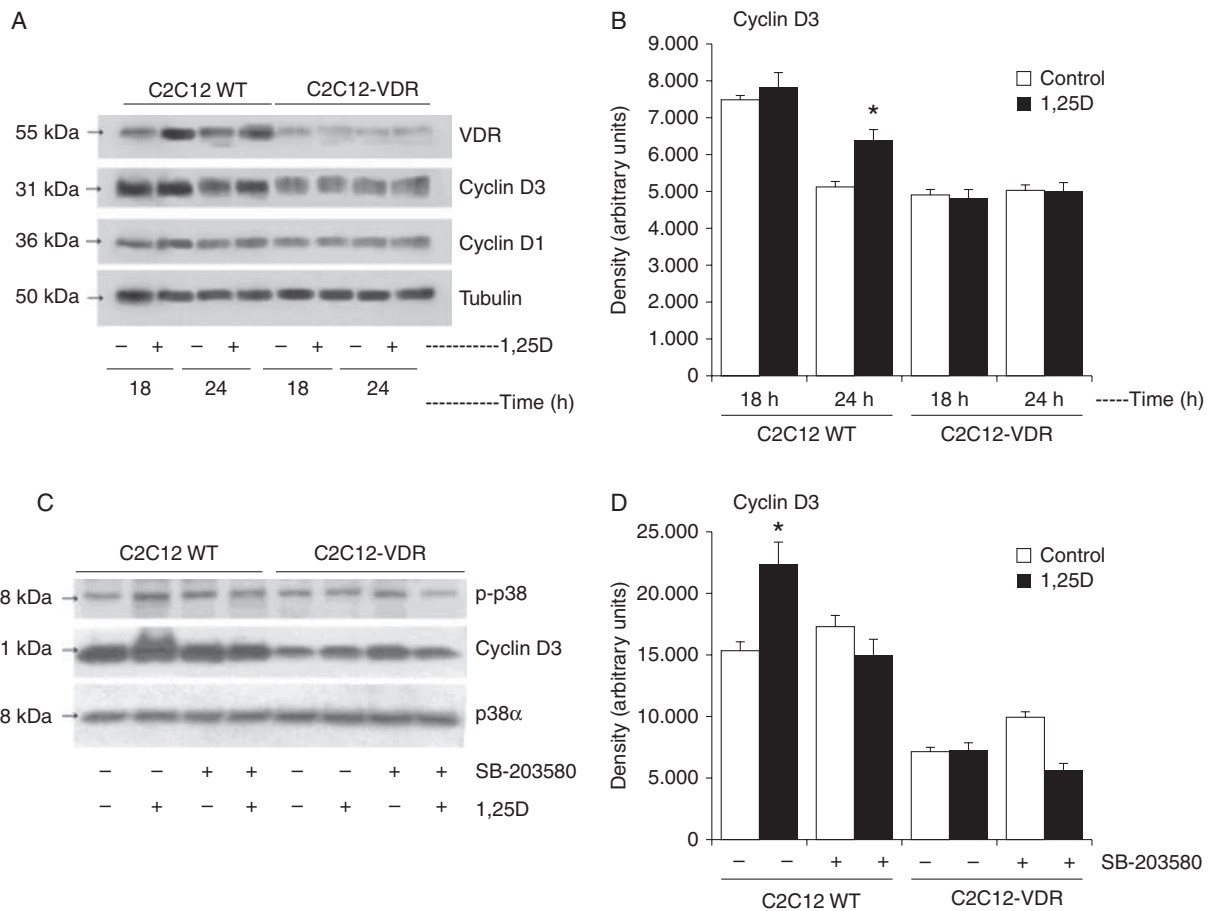 A
C2C12 WT C2C12-VDR
55 kDa VDR
31 kDa Cyclin D3
36 kDa Cyclin D1
50 kDa Tubulin
– + – + – + – + -----------1,25D
18 24 18 24
-----------Time (h)
B
Cyclin D3
Density (arbitrary units)
9.000
8.000
7.000
6.000
5.000
4.000
3.000
2.000
1.000
0
Control
1,25D
*
18 h 24 h 18 h 24 h -----Time (h)
C2C12 WT C2C12-VDR
C
C2C12 WT C2C12-VDR
8 kDa p-p38
1 kDa Cyclin D3
8 kDa p38α
– – + + – – + + SB-203580
– + – + – + – + 1,25D
D
Cyclin D3
Density (arbitrary units)
25.000
20.000
15.000
10.000
5.000
0
*
Control
1,25D
– – + + – – + + SB-203580
C2C12 WT C2C12-VDR